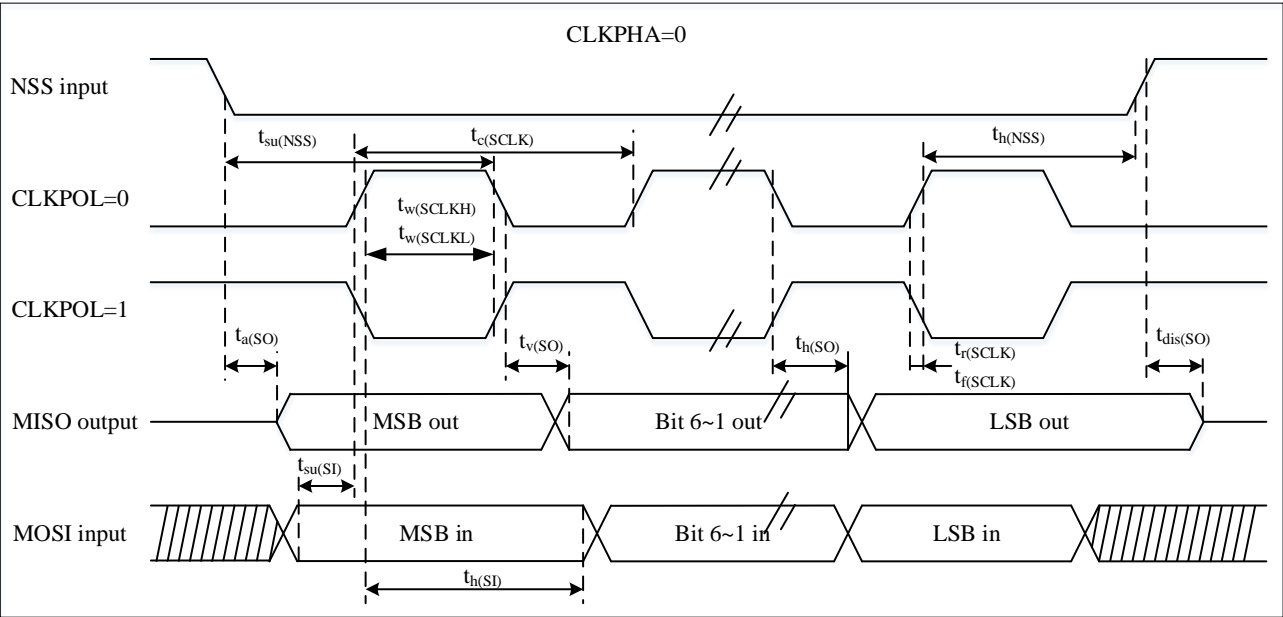 CLKPHA=0
NSS input
tsu(NSS)
tc(SCLK)
th(NSS)
CLKPOL=0
tw(SCLKH)
tw(SCLKL)
CLKPOL=1
ta(SO)
tv(SO)
th(SO)
tr(SCLK)
tf(SCLK)
tdis(SO)
MISO output
MSB out
Bit 6~1 out
LSB out
tsu(SI)
MOSI input
MSB in
Bit 6~1 in
LSB in
th(SI)